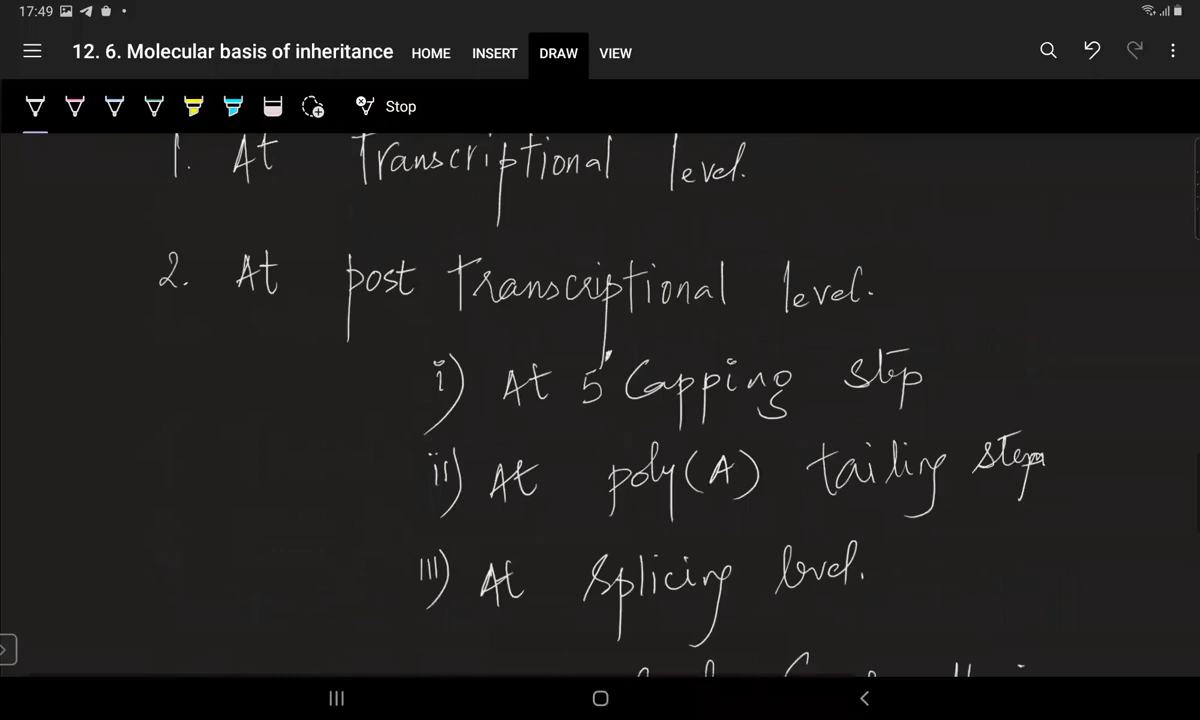 17:49
12. 6. Molecular basis of inheritance HOME INSERT DRAW VIEW
Stop
1. At Transcriptional level.
2. At post transcriptional level.
i) At 5' Capping step
ii) At poly(A) tailing step
iii) At splicing level.